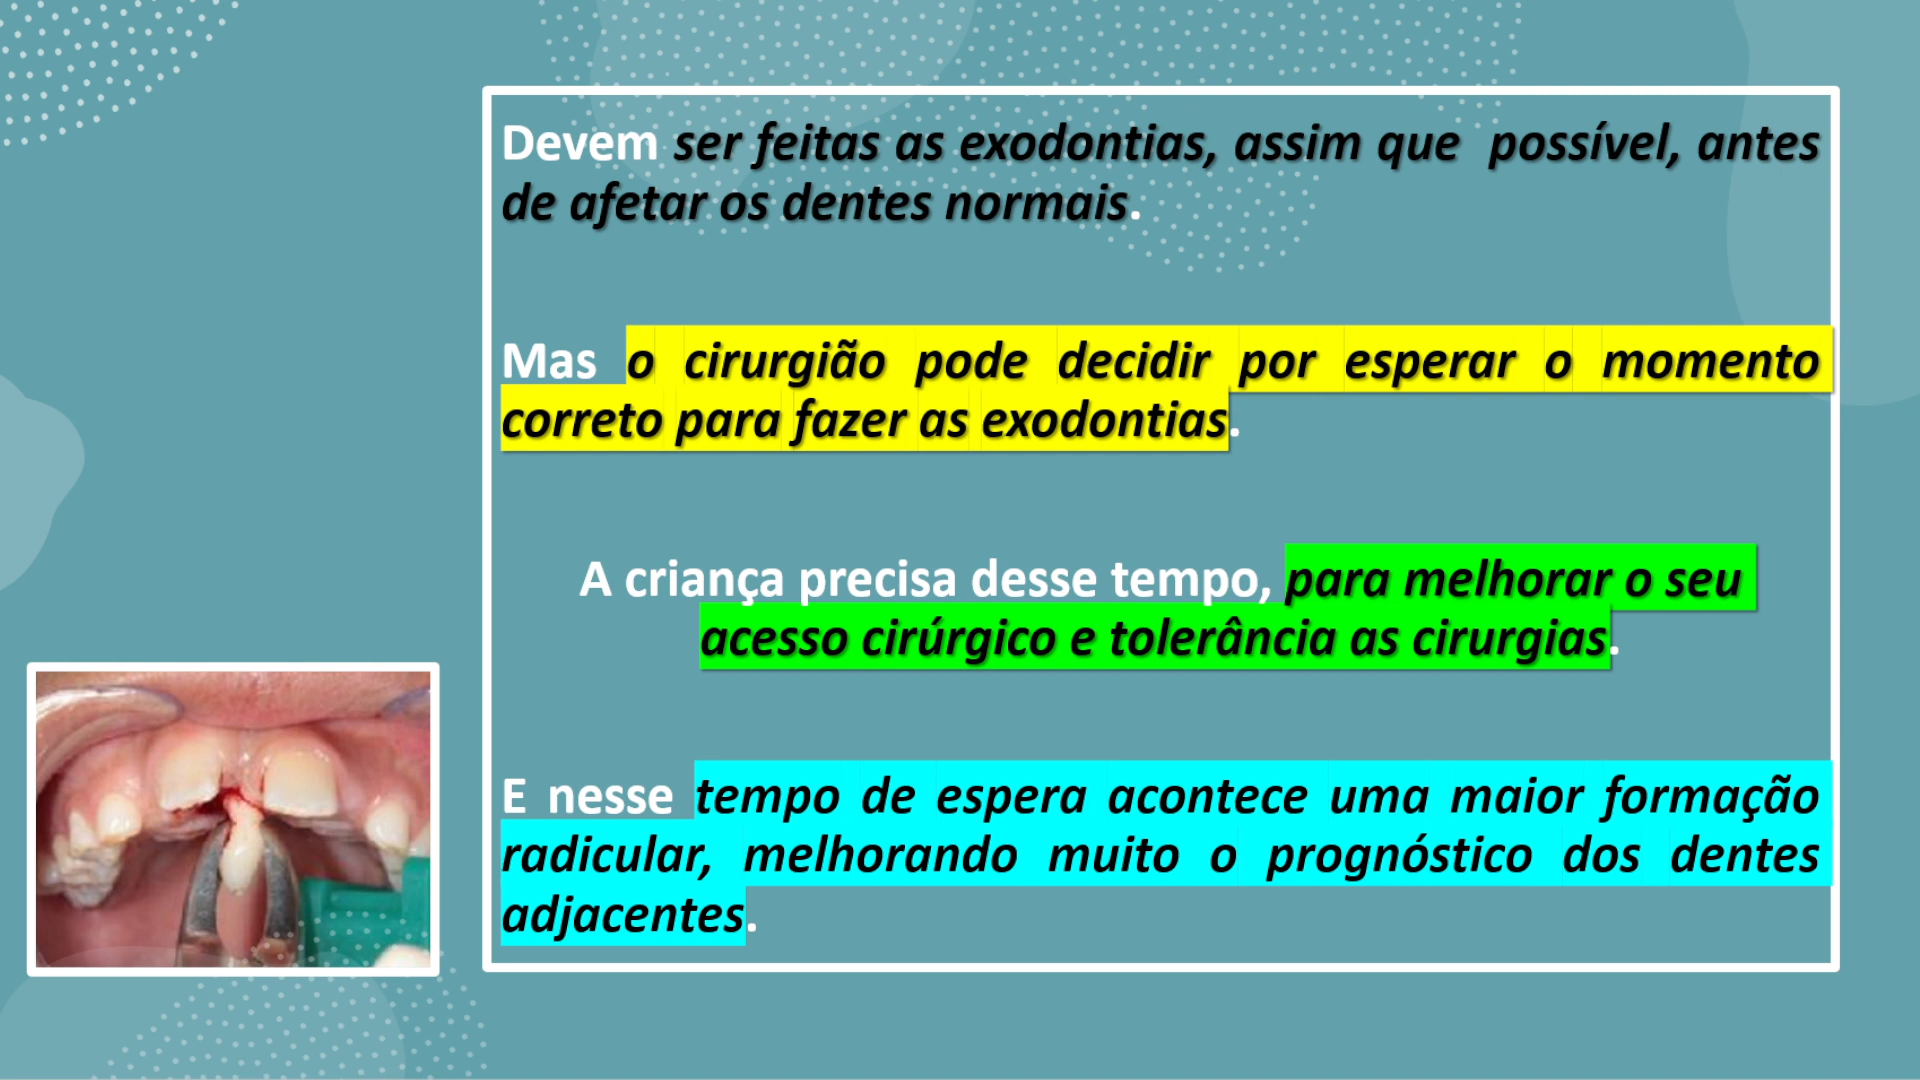 Devem ser feitas as exodontias, assim que possível, antes
de afetar os dentes normais.
Mas o cirurgião pode decidir por esperar o momento
correto para fazer as exodontias.
A criança precisa desse tempo, para melhorar o seu
acesso cirúrgico e tolerância as cirurgias.
E nesse tempo de espera acontece uma maior formação
radicular, melhorando muito o prognóstico dos dentes
adjacentes.